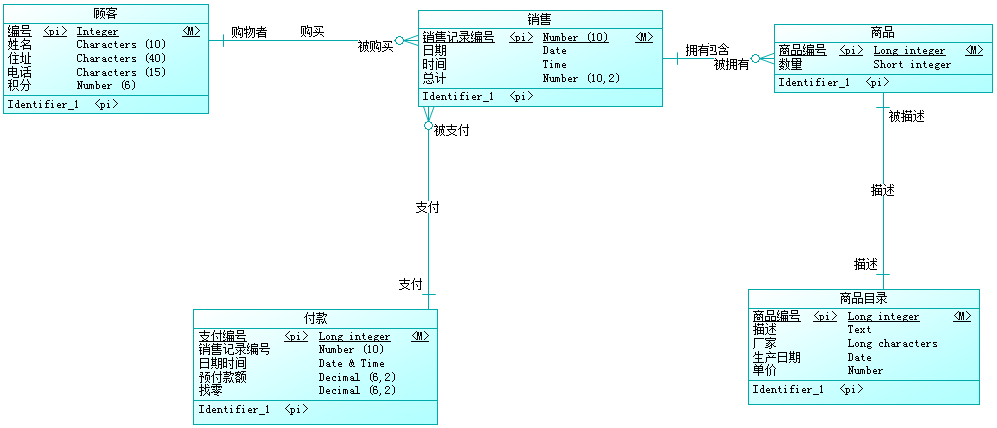 顾客
编号 <pi> Integer <M>
姓名 Characters (10)
住址 Characters (40)
电话 Characters (15)
积分 Number (6)
Identifier_1 <pi>
购物者
购买
被购买
销售
销售记录编号 <pi> Number (10) <M>
日期 Date
时间 Time
总计 Number (10,2)
Identifier_1 <pi>
被拥有
商品
商品编号 <pi> Long integer <M>
数量 Short integer
Identifier_1 <pi>
被描述
描述
描述
被支付
支付
支付
付款
支付编号 <pi> Long integer <M>
销售记录编号 Number (10)
日期时间 Date & Time
预付款额 Decimal (6,2)
找零 Decimal (6,2)
Identifier_1 <pi>
商品目录
商品编号 <pi> Long integer <M>
描述 Text
厂家 Long characters
生产日期 Date
单价 Number
Identifier_1 <pi>